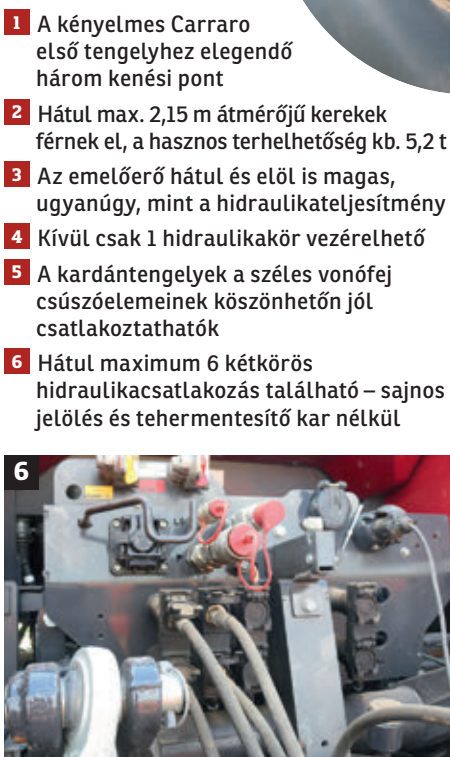 1 A kényelmes Carraro
első tengelyhez elegendő
három kenési pont
2 Hátul max. 2,15 m átmérőjű kerekek
férnek el, a hasznos terhelhetőség kb. 5,2 t
3 Az emelőerő hátul és elöl is magas,
ugyanúgy, mint a hidraulikateljesítmény
4 Kívül csak 1 hidraulikakör vezérelhető
5 A kardántengelyek a széles vonófej
csúszóelemeinek köszönhetőn jól
csatlakoztathatók
6 Hátul maximum 6 kétkörös
hidraulikacsatlakozás található – sajnos
jelölés és tehermentesítő kar nélkül
6